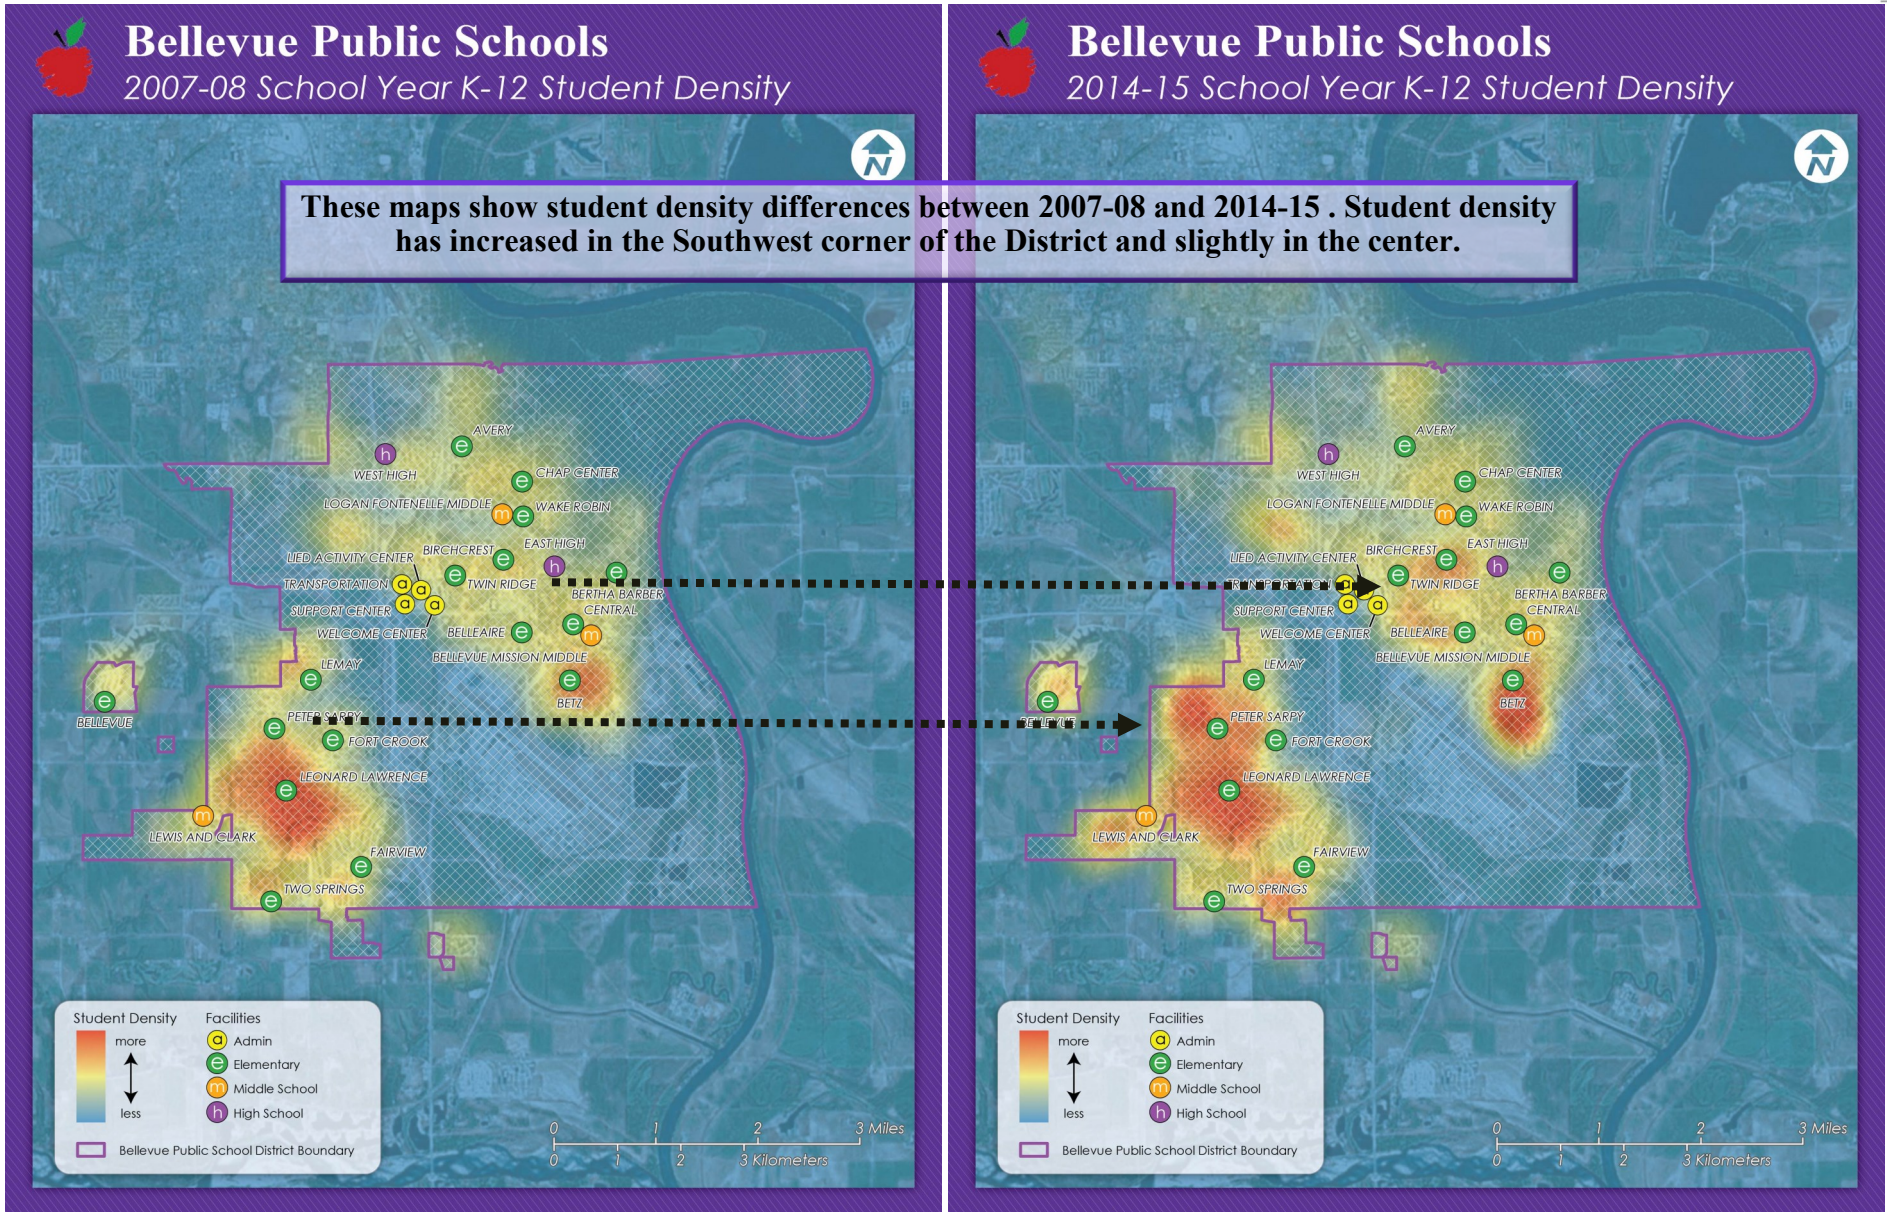 Bellevue Public Schools
2007-08 School Year K-12 Student Density
N
These maps show student density differences between 2007-08 and 2014-15 . Student density
has increased in the Southwest corner of the District and slightly in the center.
AVERY
h
e
WEST HIGH
CHAP CENTER
e
LOGAN FONTENELLE MIDDLE
m
e
WAKE ROBIN
EAST HIGH
BIRCHCREST
e
LIED ACTIVITY CENTER
h
e
TRANSPORTATION
a
a
e
TWIN RIDGE
BERTHA BARBER
SUPPORT CENTER
a
a
CENTRAL
e
WELCOME CENTER
BELLEAIRE
e
m
BELLEVUE MISSION MIDDLE
LEMAY
e
e
BETZ
e
BELLEVUE
PETER SARPY
e
e
FORT CROOK
LEONARD LAWRENCE
e
m
LEWIS AND CLARK
FAIRVIEW
e
TWO SPRINGS
e
Student Density
more
less
Facilities
a Admin
e Elementary
m Middle School
h High School
Bellevue Public School District Boundary
0 1 2 3 Miles
0 1 2 3 Kilometers
Bellevue Public Schools
2014-15 School Year K-12 Student Density
N
AVERY
h
e
WEST HIGH
CHAP CENTER
e
LOGAN FONTENELLE MIDDLE
m
e
WAKE ROBIN
EAST HIGH
BIRCHCREST
e
LIED ACTIVITY CENTER
h
e
TRANSPORTATION
a
e
TWIN RIDGE
BERTHA BARBER
SUPPORT CENTER
a
a
CENTRAL
e
WELCOME CENTER
BELLEAIRE
e
m
BELLEVUE MISSION MIDDLE
LEMAY
e
e
BETZ
e
BELLEVUE
PETER SARPY
e
e
FORT CROOK
LEONARD LAWRENCE
e
m
LEWIS AND CLARK
FAIRVIEW
e
TWO SPRINGS
e
Student Density
more
less
Facilities
a Admin
e Elementary
m Middle School
h High School
Bellevue Public School District Boundary
0 1 2 3 Miles
0 1 2 3 Kilometers